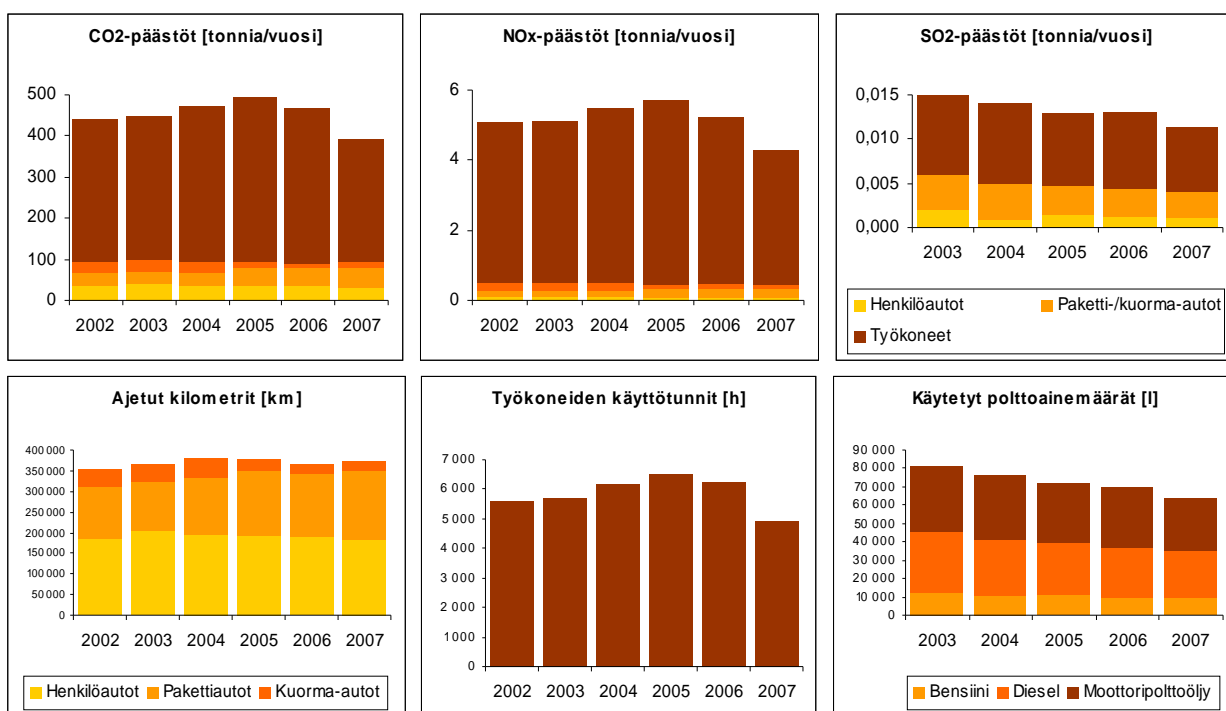 CO2-päästöt [tonnia/vuosi]
500
400
300
200
100
0
2002 2003 2004 2005 2006 2007
NOx-päästöt [tonnia/vuosi]
6
4
2
0
2002 2003 2004 2005 2006 2007
SO2-päästöt [tonnia/vuosi]
0,015
0,010
0,005
0,000
2003 2004 2005 2006 2007
Henkilöautot Paketti-/kuorma-autot
Työkoneet
Ajetut kilometrit [km]
400 000
350 000
300 000
250 000
200 000
150 000
100 000
50 000
0
2002 2003 2004 2005 2006 2007
Henkilöautot Pakettiautot Kuorma-autot
Työkoneiden käyttötunnit [h]
7 000
6 000
5 000
4 000
3 000
2 000
1 000
0
2002 2003 2004 2005 2006 2007
Käytetyt polttoainemäärät [l]
90 000
80 000
70 000
60 000
50 000
40 000
30 000
20 000
10 000
0
2003 2004 2005 2006 2007
Bensiini Diesel Moottoripolttoöljy